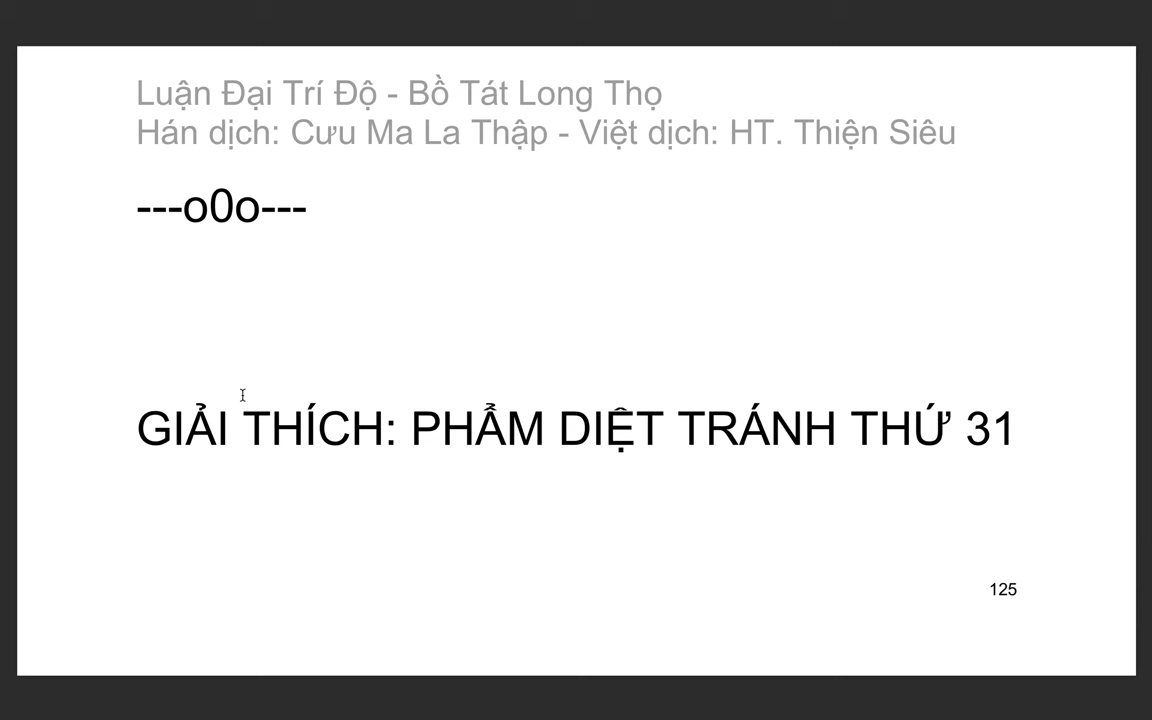 Luận Đại Trí Độ - Bồ Tát Long Thọ
Hán dịch: Cưu Ma La Thập - Việt dịch: HT. Thiện Siêu
---o0o---
GIẢI THÍCH: PHẨM DIỆT TRÁNH THỨ 31
125